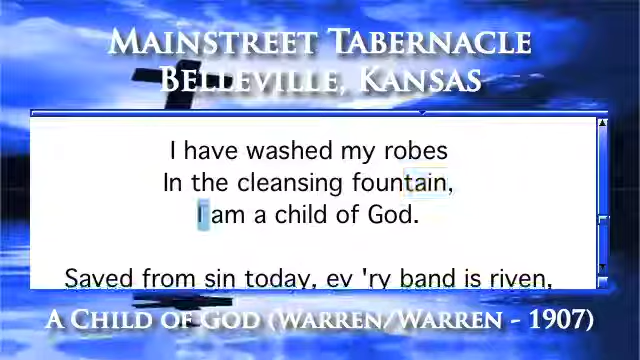 Mainstreet Tabernacle
Belleville, Kansas
I have washed my robes
In the cleansing fountain,
I am a child of God.
Saved from sin today, ev 'ry band is riven,
A Child of God (Warren/Warren - 1907)